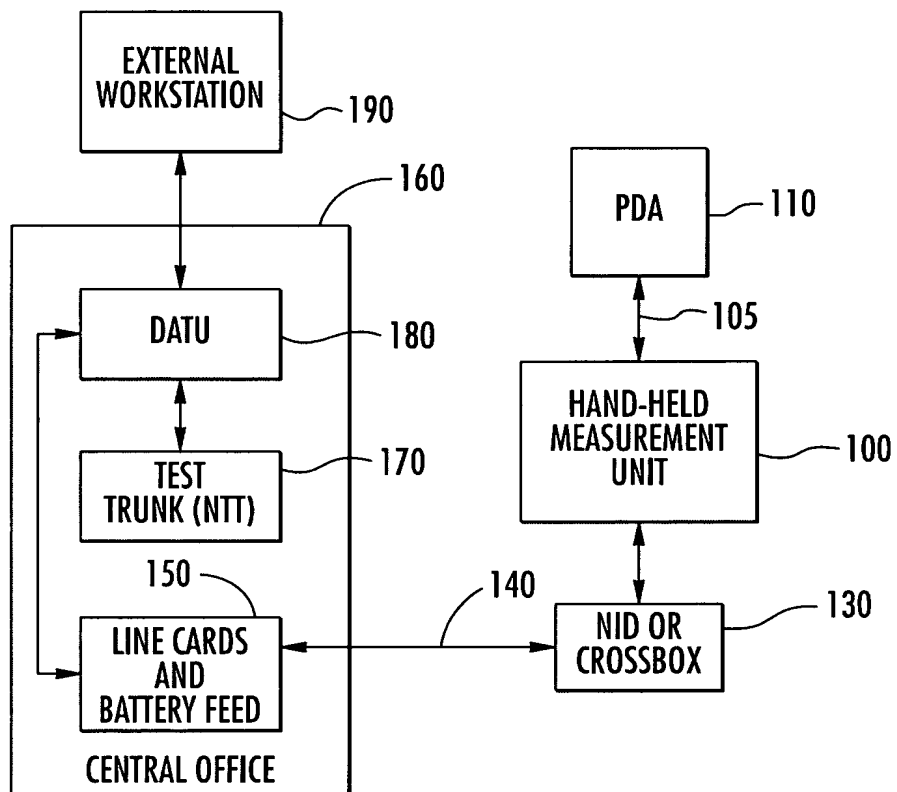 EXTERNAL
WORKSTATION
190
160
PDA
110
DATU
180
105
HAND-HELD
MEASUREMENT
UNIT
100
TEST
TRUNK (NTT)
170
150
140
LINE CARDS
AND
BATTERY FEED
NID OR
CROSSBOX
130
CENTRAL OFFICE